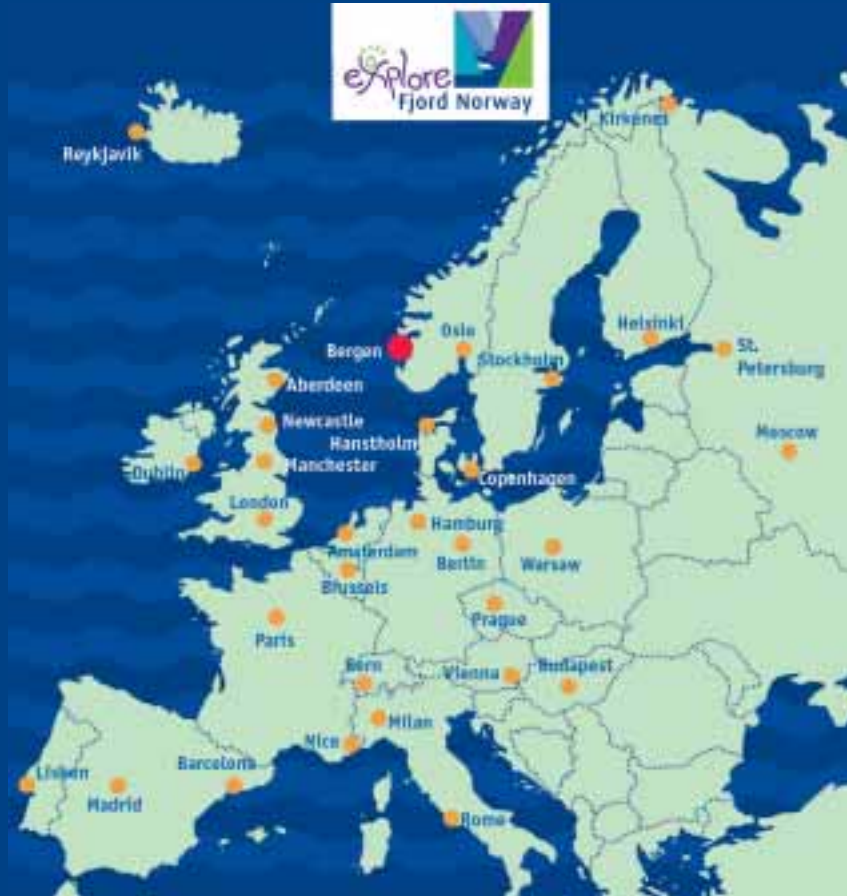 eXplore
Fjord Norway
Kirkenes
Reykjavik
Bergen
Oslo
Stockholm
Helsinki
St.
Petersburg
Aberdeen
Newcastle
Hanstholm
Moscow
Dublin
Manchester
Copenhagen
London
Hamburg
Amsterdam
Berlin
Warsaw
Brussels
Prague
Paris
Bern
Vienna
Budapest
Milan
Nice
Lisbon
Madrid
Barcelona
Rome